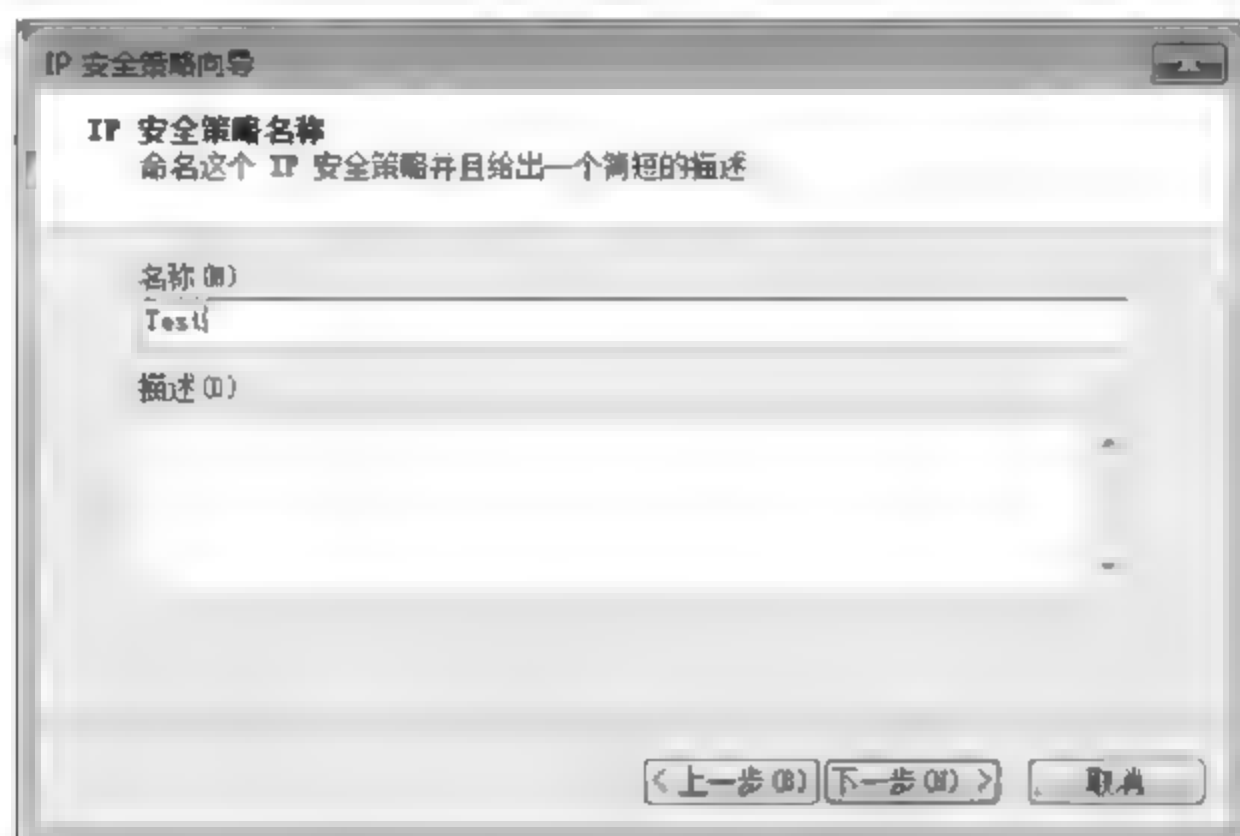 IP 安全策略向导
IP 安全策略名称
命名这个 IP 安全策略并且给出一个简短的描述
名称(M)
Test
描述(D)
< 上一步(B)
下一步(N) >
取消